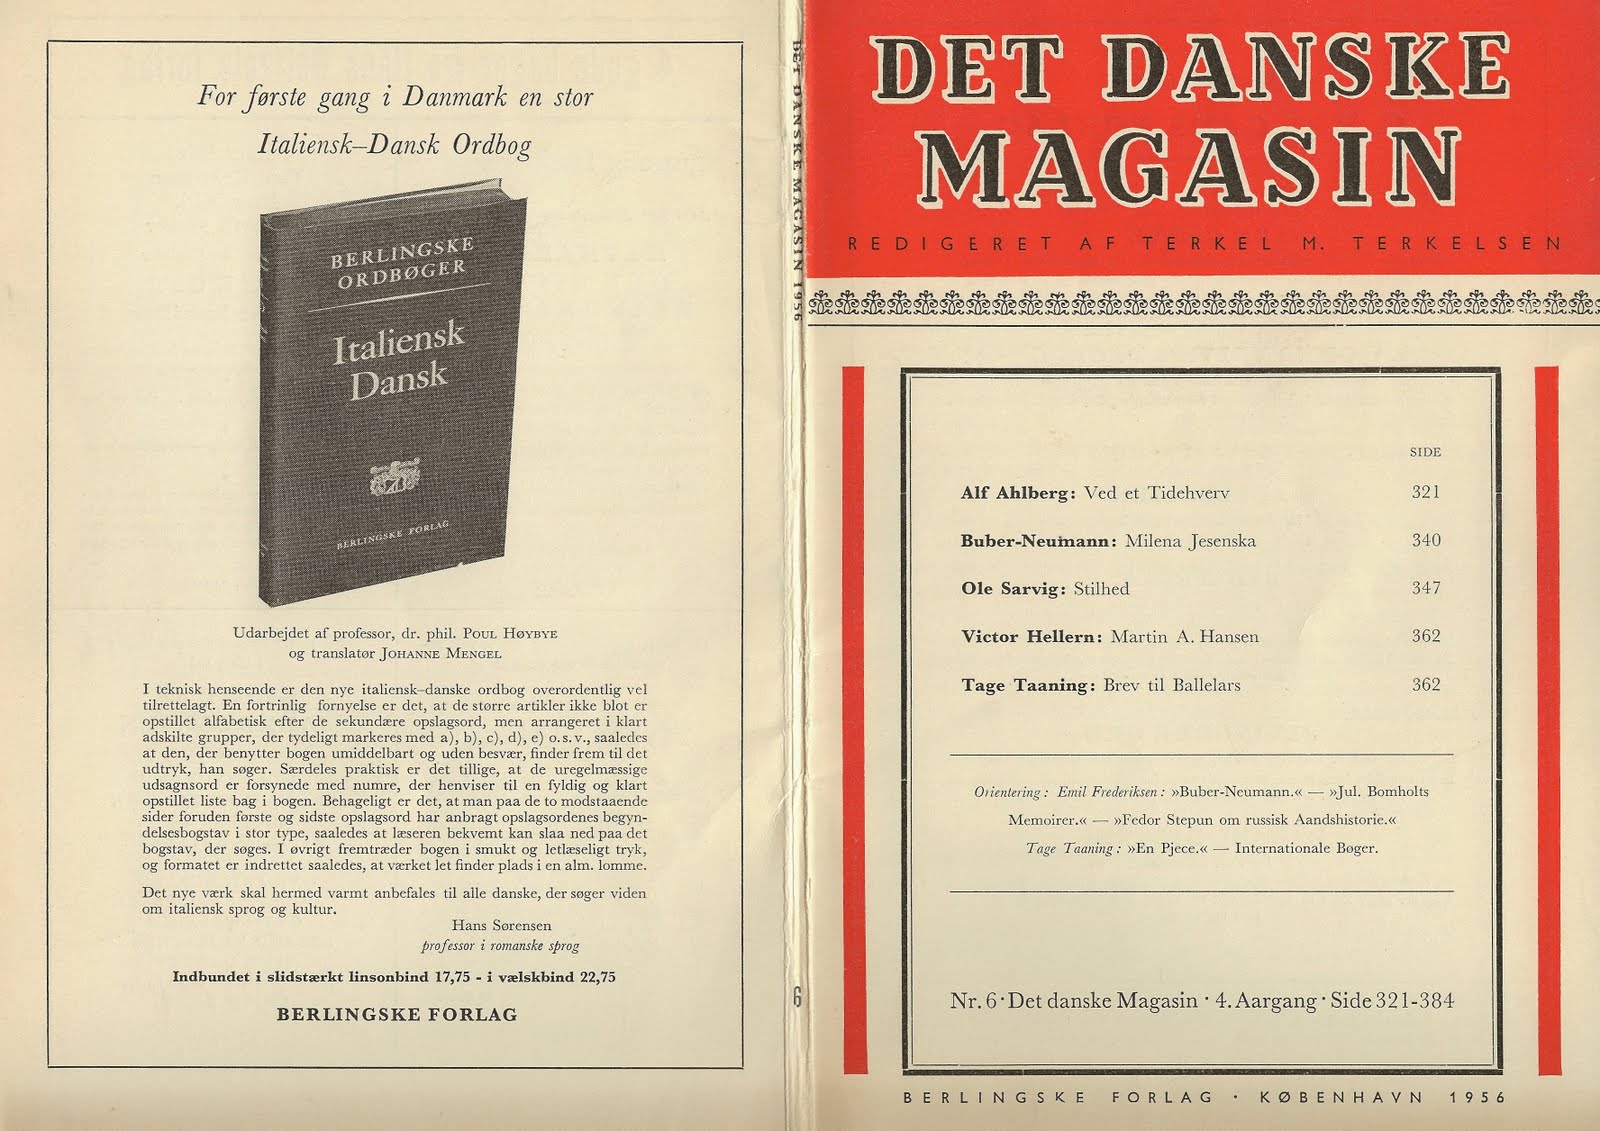 For første gang i Danmark en stor
Italiensk–Dansk Ordbog
BERLINGSKE
ORDBØGER
Italiensk
Dansk
BERLINGSKE FORLAG
Udarbejdet af professor, dr. phil. POUL HØYBYE
og translatør JOHANNE MENGEL
I teknisk henseende er den nye italiensk–danske ordbog overordentlig vel
tilrettelagt. En fortrinlig fornyelse er det, at de større artikler ikke blot er
opstillet alfabetisk efter de sekundære opslagsord, men arrangeret i klart
adskilte grupper, der tydeligt markeres med a), b), c), d), e) o.s.v., saaledes
at den, der benytter bogen umiddelbart og uden besvær, finder frem til det
udtryk, han søger. Særdeles praktisk er det tillige, at de uregelmæssige
udsagnsord er forsynede med numre, der henviser til en fyldig og klart
opstillet liste bag i bogen. Behageligt er det, at man paa de to modstaaende
sider foruden første og sidste opslagsord har anbragt opslagsordenes begyn-
delsesbogstav i stor type, saaledes at læseren bekvemt kan slaa ned paa det
bogstav, der søges. I øvrigt fremtræder bogen i smukt og letlæseligt tryk,
og formatet er indrettet saaledes, at værket let finder plads i en alm. lomme.
Det nye værk skal hermed varmt anbefales til alle danske, der søger viden
om italiensk sprog og kultur.
Hans Sørensen
professor i romanske sprog
Indbundet i slidstærkt linsonbind 17,75 - i vælskbind 22,75
BERLINGSKE FORLAG
DET DANSKE MAGASIN 1956
6
DET DANSKE
MAGASIN
REDIGERET AF TERKEL M. TERKELSEN
SIDE
Alf Ahlberg: Ved et Tidehverv 321
Buber-Neumann: Milena Jesenska 340
Ole Sarvig: Stilhed 347
Victor Hellern: Martin A. Hansen 362
Tage Taaning: Brev til Ballelars 362
Orientering: Emil Frederiksen: »Buber-Neumann.« — »Jul. Bomholts
Memoirer.« — »Fedor Stepun om russisk Aandshistorie.«
Tage Taaning: »En Pjece.« — Internationale Bøger.
Nr. 6 · Det danske Magasin · 4. Aargang · Side 321-384
BERLINGSKE FORLAG · KØBENHAVN 1956